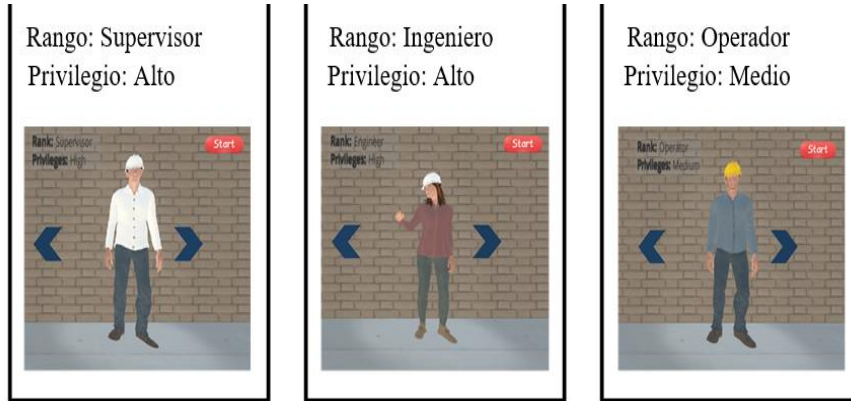 Rango: Supervisor
Privilegio: Alto
Rank: Supervisor
Privileges: High
Start
Rango: Ingeniero
Privilegio: Alto
Rank: Engineer
Privileges: High
Start
Rango: Operador
Privilegio: Medio
Rank: Operator
Privileges: Medium
Start